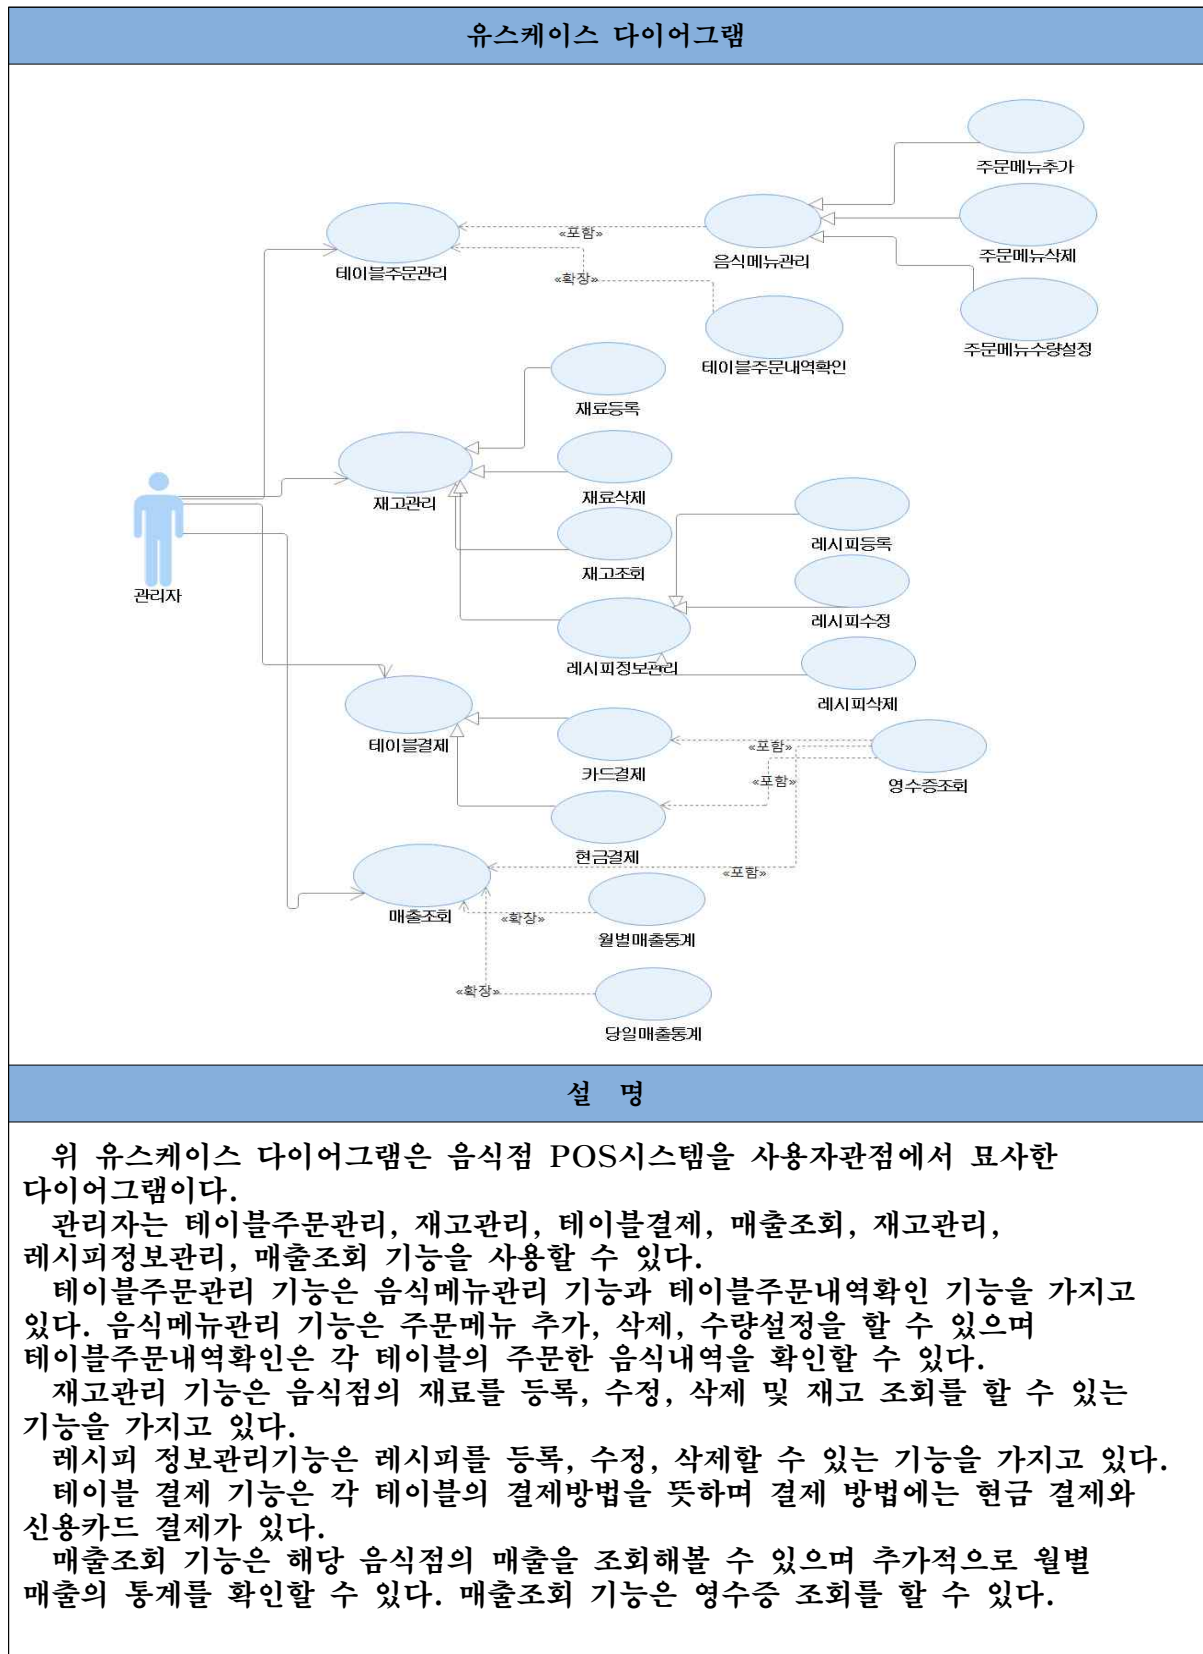 유스케이스 다이어그램
주문메뉴추가
«포함»
테이블주문관리
음식메뉴관리
주문메뉴삭제
«확장»
테이블주문내역확인
주문메뉴수량설정
재료등록
재고관리
재료삭제
레시피등록
재고조회
관리자
레시피수정
레시피정보관리
레시피삭제
테이블결제
카드결제
«포함»
«포함»
영수증조회
현금결제
«포함»
매출조회
«확장»
월별매출통계
«확장»
당일매출통계
설 명
위 유스케이스 다이어그램은 음식점 POS시스템을 사용자관점에서 묘사한
다이어그램이다.
관리자는 테이블주문관리, 재고관리, 테이블결제, 매출조회, 재고관리,
레시피정보관리, 매출조회 기능을 사용할 수 있다.
테이블주문관리 기능은 음식메뉴관리 기능과 테이블주문내역확인 기능을 가지고
있다. 음식메뉴관리 기능은 주문메뉴 추가, 삭제, 수량설정을 할 수 있으며
테이블주문내역확인은 각 테이블의 주문한 음식내역을 확인할 수 있다.
재고관리 기능은 음식점의 재료를 등록, 수정, 삭제 및 재고 조회를 할 수 있는
기능을 가지고 있다.
레시피 정보관리기능은 레시피를 등록, 수정, 삭제할 수 있는 기능을 가지고 있다.
테이블 결제 기능은 각 테이블의 결제방법을 뜻하며 결제 방법에는 현금 결제와
신용카드 결제가 있다.
매출조회 기능은 해당 음식점의 매출을 조회해볼 수 있으며 추가적으로 월별
매출의 통계를 확인할 수 있다. 매출조회 기능은 영수증 조회를 할 수 있다.